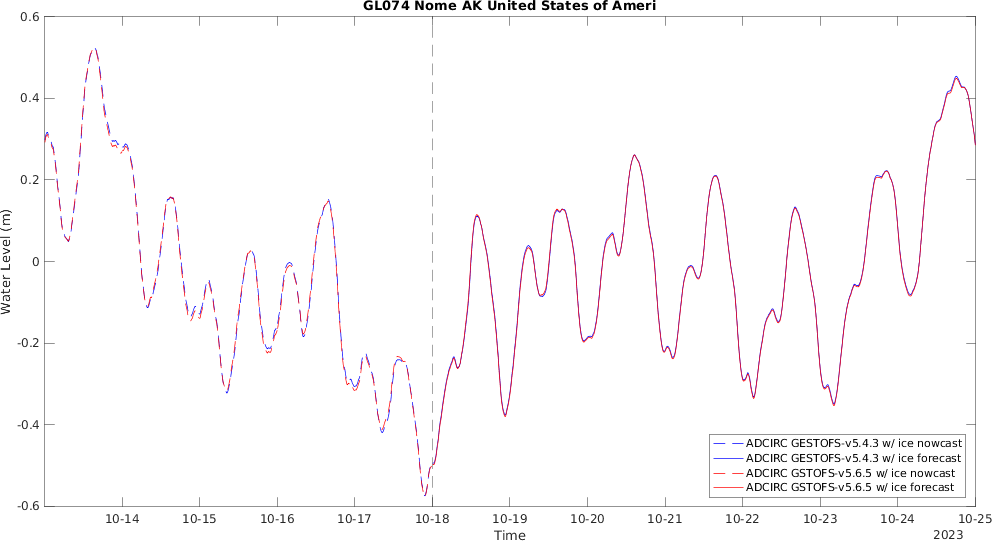 GL074 Nome AK United States of Ameri
0.6
0.4
0.2
0
-0.2
-0.4
-0.6
Water Level (m)
ADCIRC GESTOFS-v5.4.3 w/ ice nowcast
ADCIRC GESTOFS-v5.4.3 w/ ice forecast
ADCIRC GSTOFS-v5.6.5 w/ ice nowcast
ADCIRC GSTOFS-v5.6.5 w/ ice forecast
10-14 10-15 10-16 10-17 10-18 10-19 10-20 10-21 10-22 10-23 10-24 10-25
Time
2023